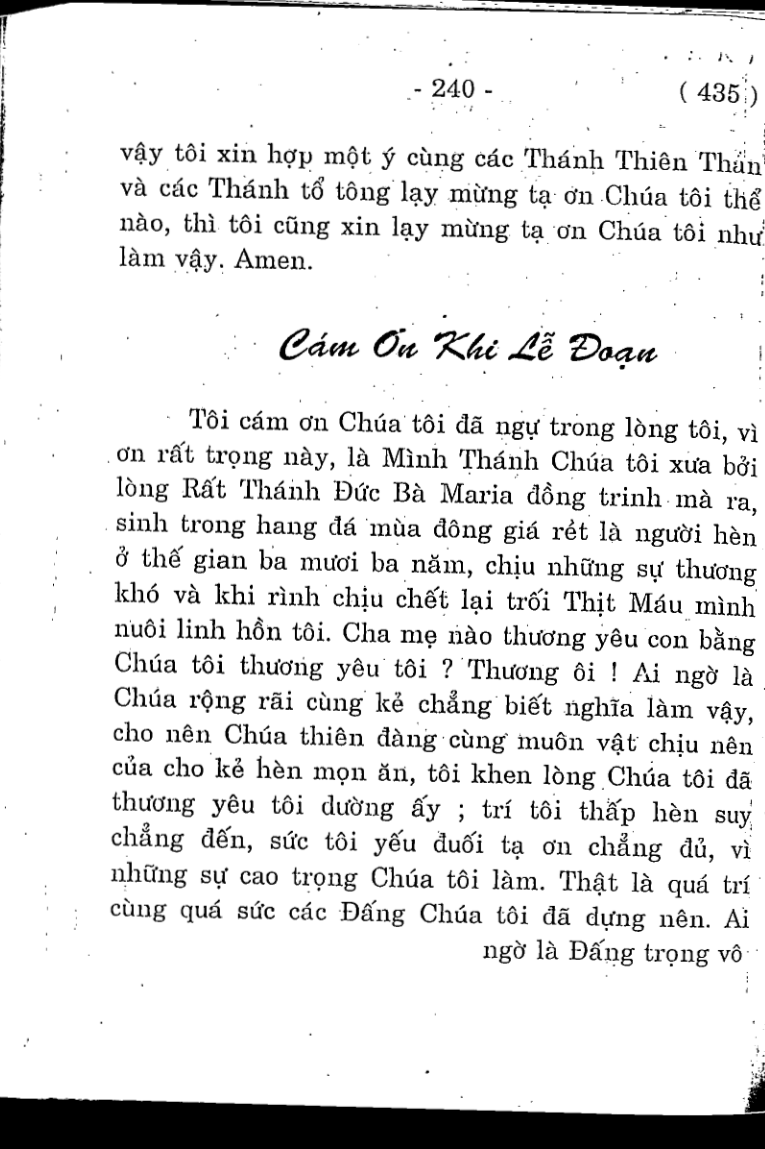 - 240 -
( 435 )
vậy tôi xin hợp một ý cùng các Thánh Thiên Thần
và các Thánh tổ tông lạy mừng tạ ơn Chúa tôi thể
nào, thì tôi cũng xin lạy mừng tạ ơn Chúa tôi như
làm vậy. Amen.
Cám Ơn Khi Lễ Đoạn
Tôi cám ơn Chúa tôi đã ngự trong lòng tôi, vì
ơn rất trọng này, là Mình Thánh Chúa tôi xưa bởi
lòng Rất Thánh Đức Bà Maria đồng trinh mà ra,
sinh trong hang đá mùa đông giá rét là người hèn
ở thế gian ba mươi ba năm, chịu những sự thương
khó và khi rình chịu chết lại trối Thịt Máu mình
nuôi linh hồn tôi. Cha mẹ nào thương yêu con bằng
Chúa tôi thương yêu tôi ? Thương ôi ! Ai ngờ là
Chúa rộng rãi cùng kẻ chẳng biết nghĩa làm vậy,
cho nên Chúa thiên đàng cùng muôn vật chịu nên
của cho kẻ hèn mọn ăn, tôi khen lòng Chúa tôi đã
thương yêu tôi dường ấy ; trí tôi thấp hèn suy
chẳng đến, sức tôi yếu đuối tạ ơn chẳng đủ, vì
những sự cao trọng Chúa tôi làm. Thật là quá trí
cùng quá sức các Đấng Chúa tôi đã dựng nên. Ai
ngờ là Đấng trọng vô